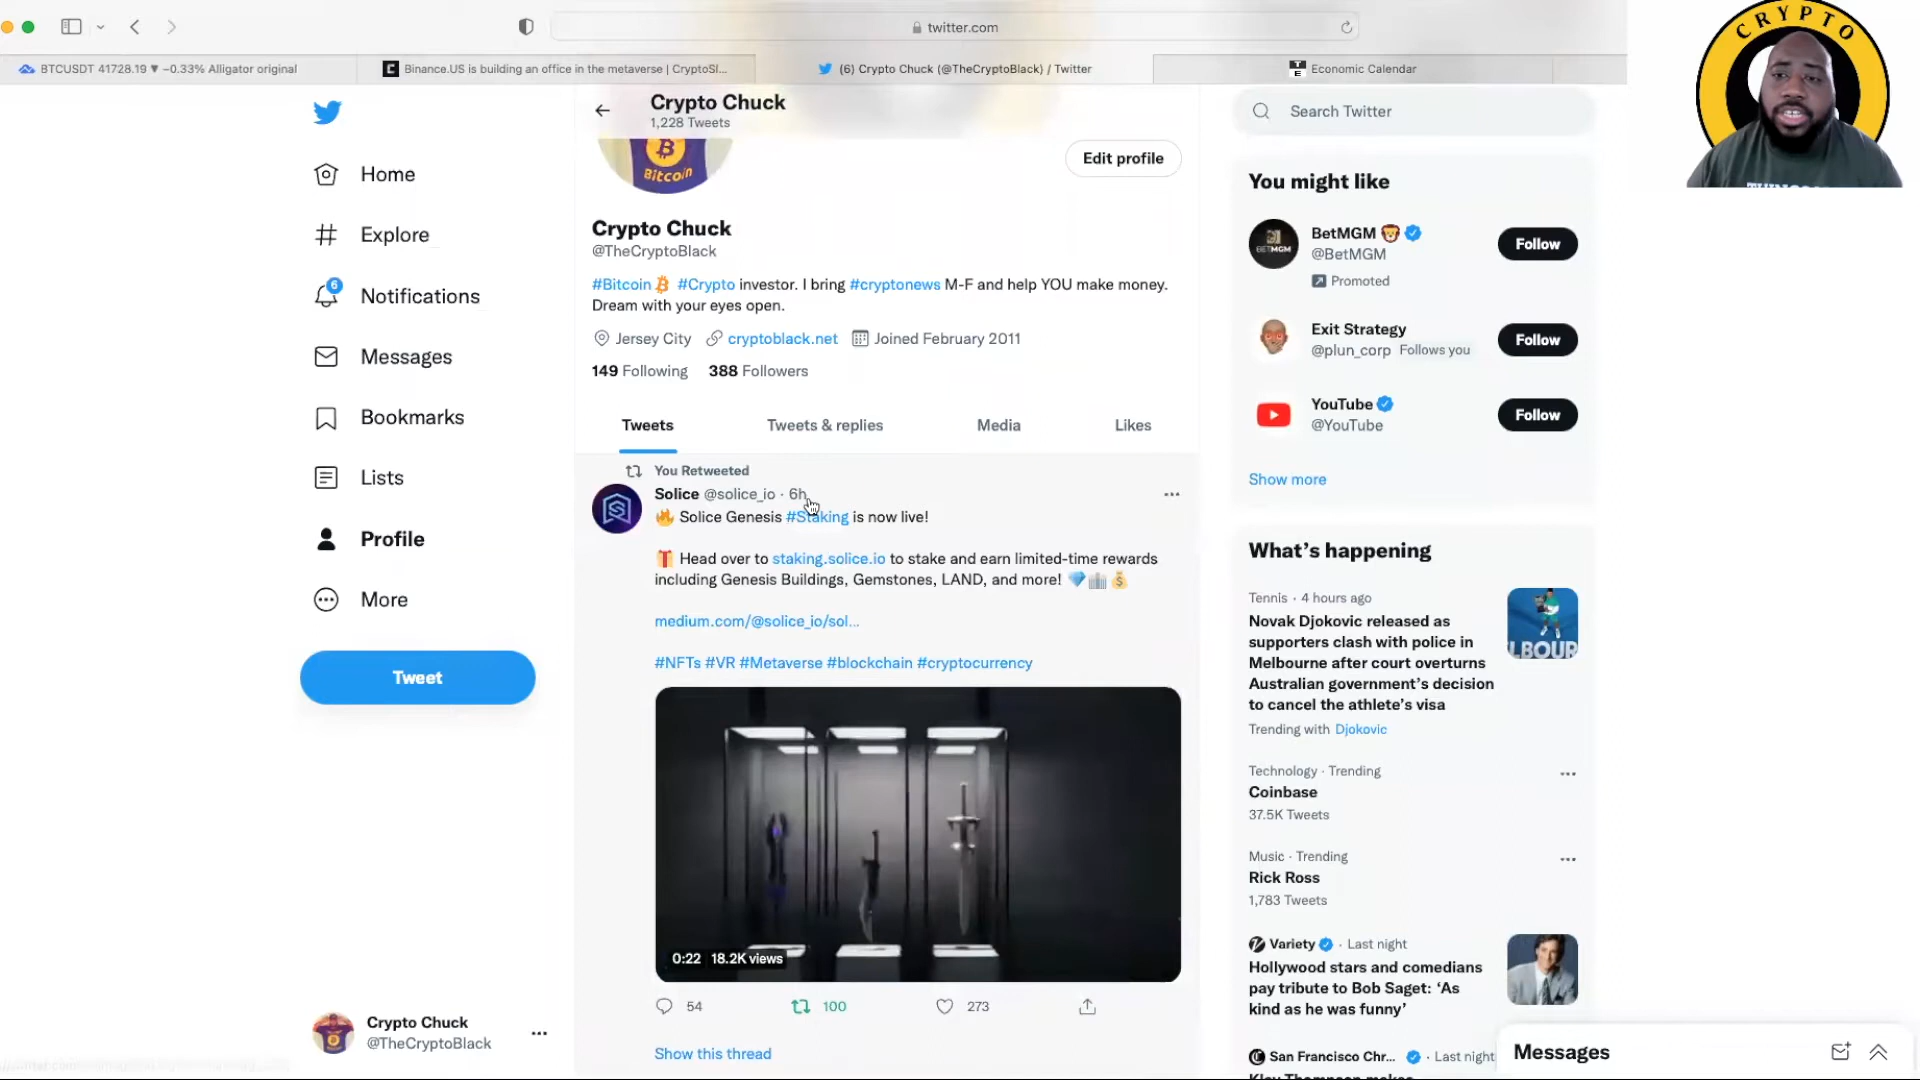 twitter.com
BTCUSDT 41728.19 ▼ −0.33% Alligator original
Binance.US is building an office in the metaverse | CryptoSl...
(6) Crypto Chuck (@TheCryptoBlack) / Twitter
Economic Calendar
CRYPTO
Crypto Chuck
1,228 Tweets
Search Twitter
Home
Explore
6
Notifications
Messages
Bookmarks
Lists
Profile
More
Tweet
Crypto Chuck
@TheCryptoBlack
Bitcoin
Edit profile
Crypto Chuck
@TheCryptoBlack
#Bitcoin #Crypto investor. I bring #cryptonews M-F and help YOU make money.
Dream with your eyes open.
Jersey City cryptoblack.net Joined February 2011
149 Following 388 Followers
Tweets Tweets & replies Media Likes
You Retweeted
Solice @solice_io · 6h
🔥 Solice Genesis #Staking is now live!
🎁 Head over to staking.solice.io to stake and earn limited-time rewards
including Genesis Buildings, Gemstones, LAND, and more! 💎🏙💰
medium.com/@solice_io/sol...
#NFTs #VR #Metaverse #blockchain #cryptocurrency
0:22 18.2K views
54 100 273
Show this thread
You might like
BETMGM
BetMGM 🦁
@BetMGM
Promoted
Follow
Exit Strategy
@plun_corp Follows you
Follow
YouTube
@YouTube
Follow
Show more
What's happening
Tennis · 4 hours ago
Novak Djokovic released as
supporters clash with police in
Melbourne after court overturns
Australian government's decision
to cancel the athlete's visa
LBOUR
Trending with Djokovic
Technology · Trending
Coinbase
37.5K Tweets
Music · Trending
Rick Ross
1,783 Tweets
Variety · Last night
Hollywood stars and comedians
pay tribute to Bob Saget: 'As
kind as he was funny'
San Francisco Chr... · Last night
Messages